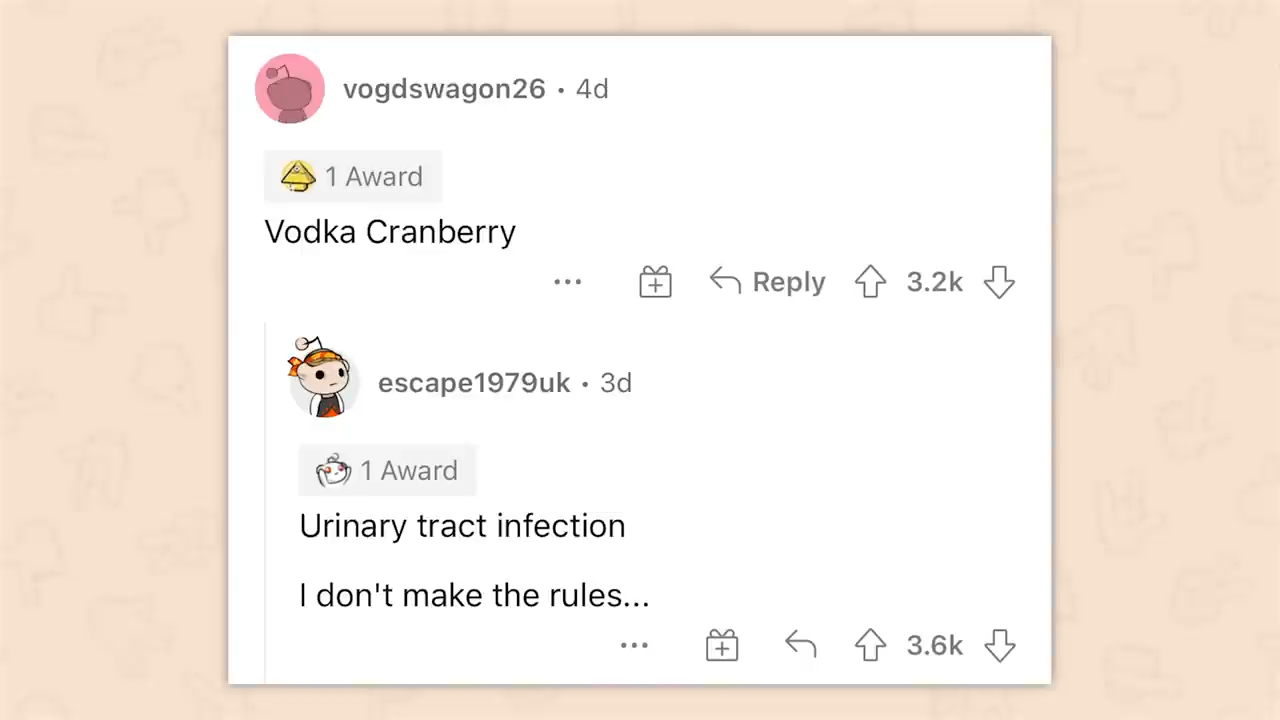 vogdswagon26 • 4d
1 Award
Vodka Cranberry
Reply 3.2k
escape1979uk • 3d
1 Award
Urinary tract infection
I don't make the rules...
3.6k